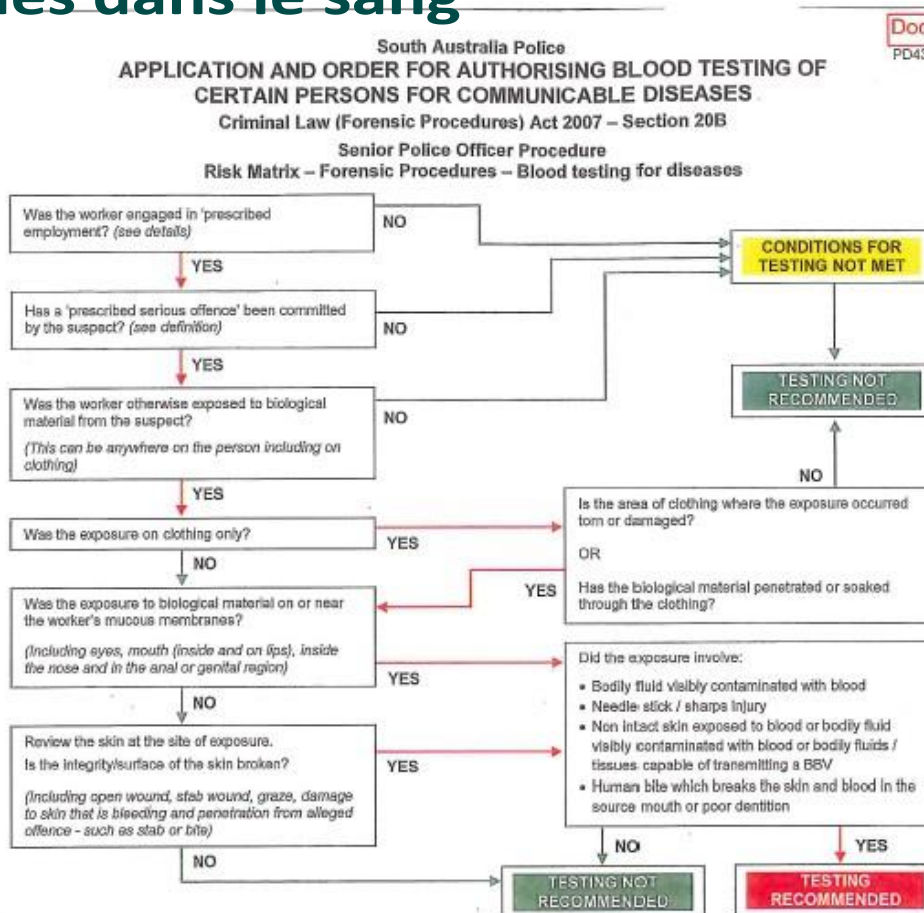 dans le sang
Doc
PD43
South Australia Police
APPLICATION AND ORDER FOR AUTHORISING BLOOD TESTING OF
CERTAIN PERSONS FOR COMMUNICABLE DISEASES
Criminal Law (Forensic Procedures) Act 2007 – Section 20B
Senior Police Officer Procedure
Risk Matrix – Forensic Procedures – Blood testing for diseases
Was the worker engaged in 'prescribed
employment? (see details)
NO
YES
CONDITIONS FOR
TESTING NOT MET
Has a 'prescribed serious offence' been committed
by the suspect? (see definition)
NO
YES
TESTING NOT
RECOMMENDED
Was the worker otherwise exposed to biological
material from the suspect?
(This can be anywhere on the person including on
clothing)
NO
YES
NO
Was the exposure on clothing only?
YES
NO
Is the area of clothing where the exposure occurred
torn or damaged?
OR
Has the biological material penetrated or soaked
through the clothing?
YES
Was the exposure to biological material on or near
the worker's mucous membranes?
(Including eyes, mouth (inside and on lips), inside
the nose and in the anal or genital region)
YES
NO
Did the exposure involve:
• Bodily fluid visibly contaminated with blood
• Needle stick / sharps injury
• Non intact skin exposed to blood or bodily fluid
visibly contaminated with blood or bodily fluids /
tissues capable of transmitting a BBV
• Human bite which breaks the skin and blood in the
source mouth or poor dentition
Review the skin at the site of exposure.
Is the integrity/surface of the skin broken?
(Including open wound, stab wound, graze, damage
to skin that is bleeding and penetration from alleged
offence - such as stab or bite)
YES
NO
NO
YES
TESTING NOT
RECOMMENDED
TESTING
RECOMMENDED